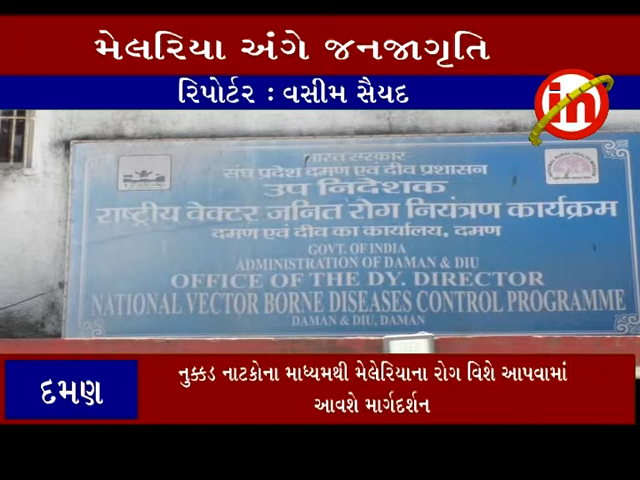 મેલરિયા અંગે જનજાગૃતિ
રિપોર્ટર : વસીમ સૈયદ
in
भारत सरकार
संघ प्रदेश दमण एवं दीव प्रशासन
उप निदेशक
राष्ट्रीय वेक्टर जनित रोग नियंत्रण कार्यक्रम
दमण एवं दीव का कार्यालय, दमण
GOVT. OF INDIA
ADMINISTRATION OF DAMAN & DIU
OFFICE OF THE DY. DIRECTOR
NATIONAL VECTOR BORNE DISEASES CONTROL PROGRAMME
DAMAN & DIU, DAMAN
દમણ
નુક્કડ નાટકોના માધ્યમથી મેલેરિયાના રોગ વિશે આપવામાં
આવશે માર્ગદર્શન